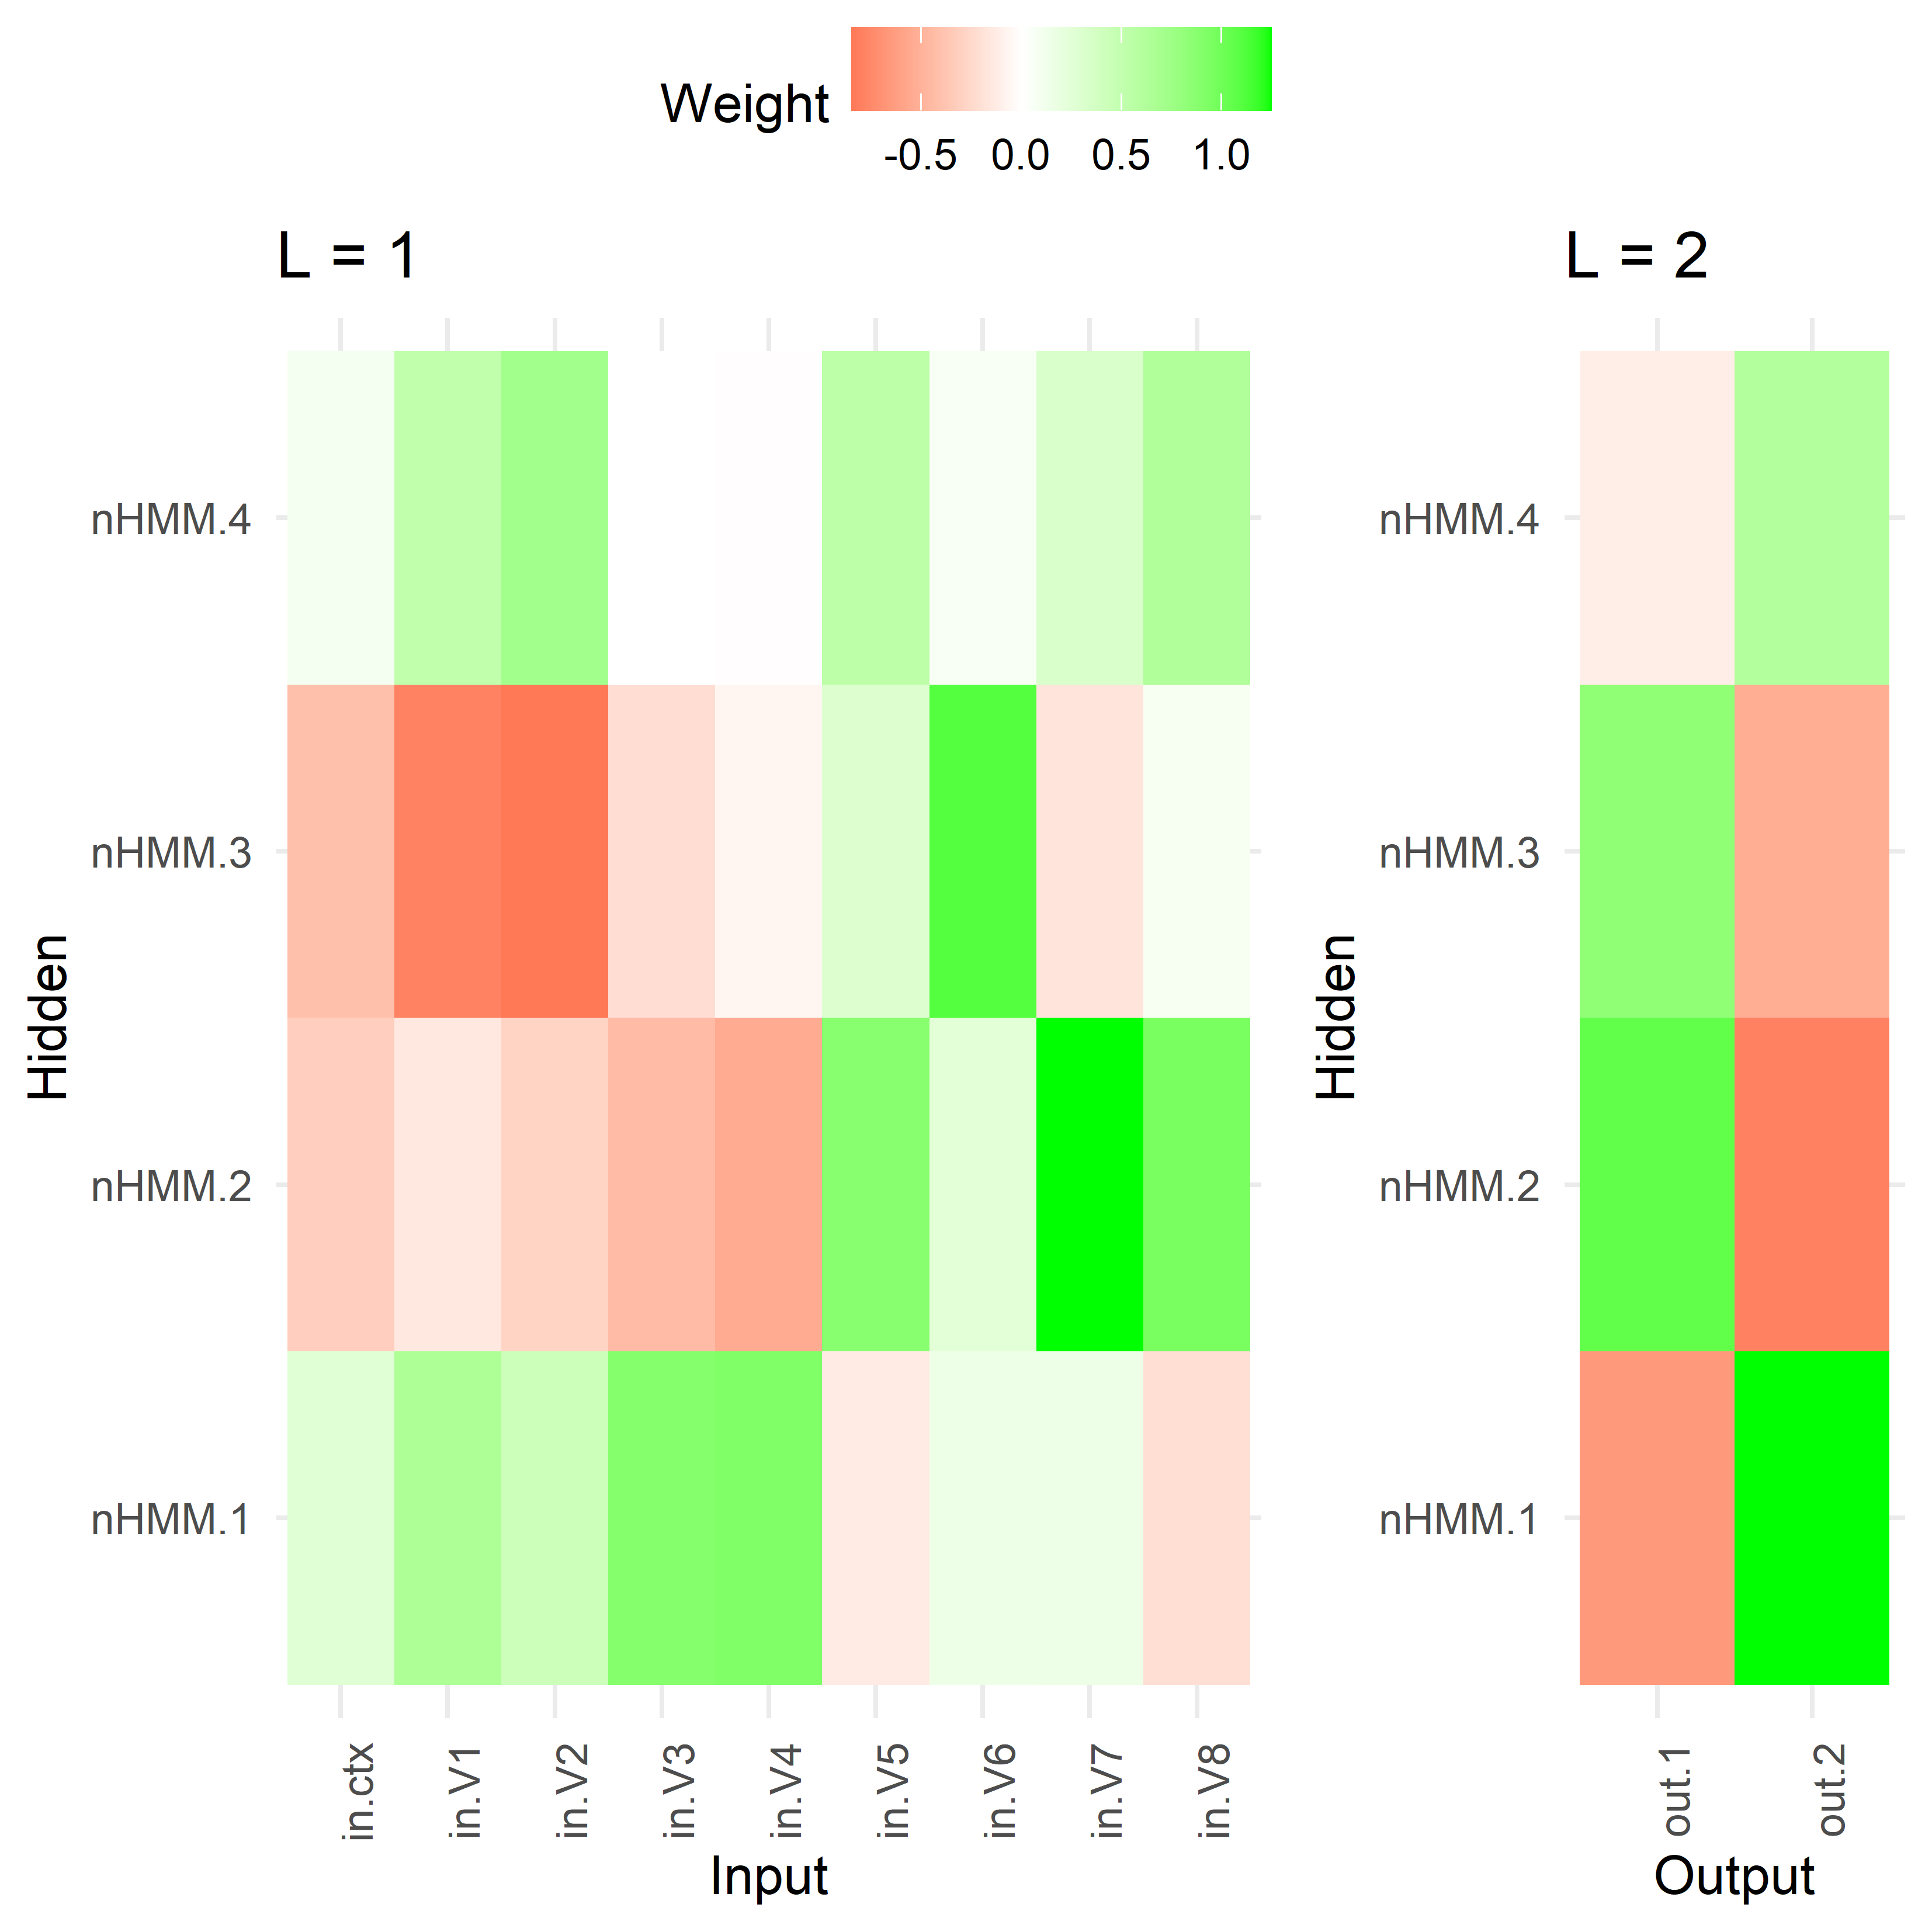 Weight
-0.5 0.0 0.5 1.0
L = 1
nHMM.4
nHMM.3
nHMM.2
nHMM.1
Hidden
in.ctx in.V1 in.V2 in.V3 in.V4 in.V5 in.V6 in.V7 in.V8
Input
L = 2
nHMM.4
nHMM.3
nHMM.2
nHMM.1
Hidden
out.1 out.2
Output